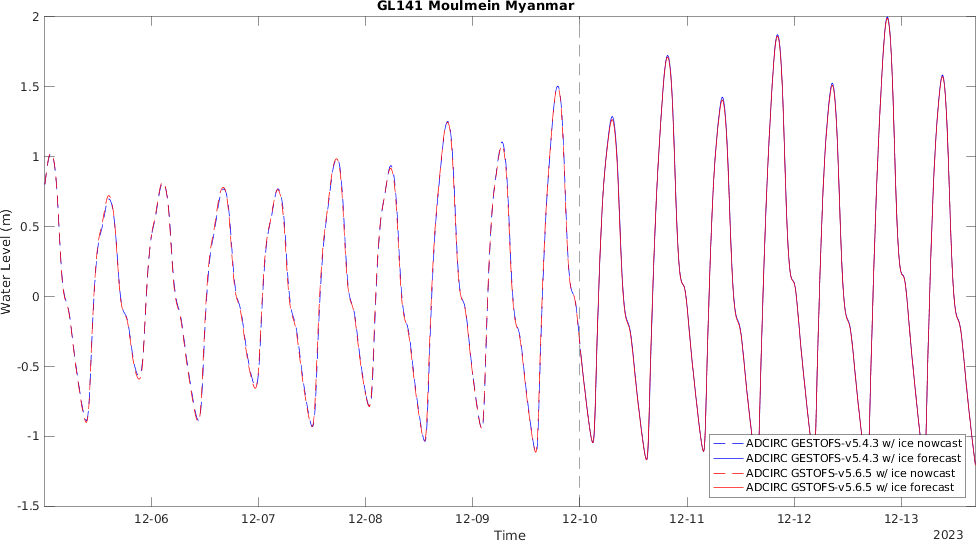 GL141 Moulmein Myanmar
2
1.5
1
0.5
0
-0.5
-1
-1.5
Water Level (m)
ADCIRC GESTOFS-v5.4.3 w/ ice nowcast
ADCIRC GESTOFS-v5.4.3 w/ ice forecast
ADCIRC GSTOFS-v5.6.5 w/ ice nowcast
ADCIRC GSTOFS-v5.6.5 w/ ice forecast
12-06 12-07 12-08 12-09 12-10 12-11 12-12 12-13
Time
2023